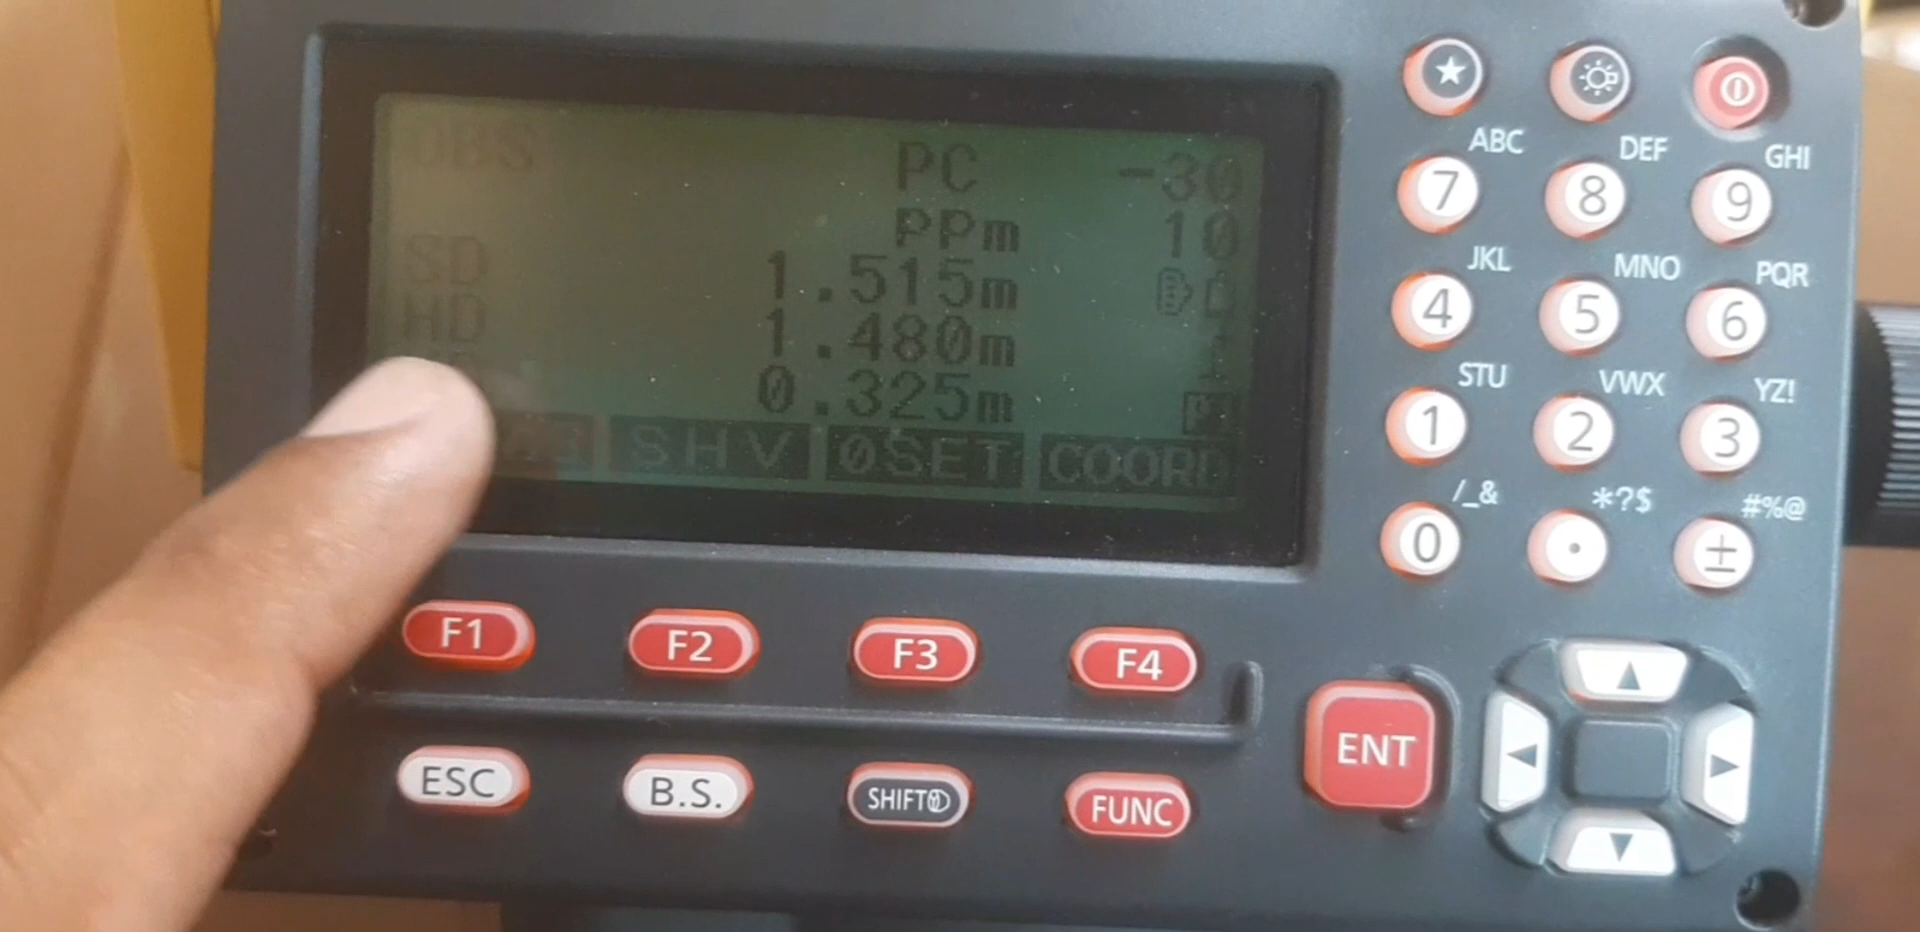 OBS PC -30
PPm 10
SD 1.515m
HD 1.480m
0.325m
SHV 0SET COORD
ABC DEF GHI
7 8 9
JKL MNO PQR
4 5 6
STU VWX YZ!
1 2 3
/_& *?$ #%@
0 . ±
F1 F2 F3 F4
ENT
ESC B.S. SHIFT FUNC